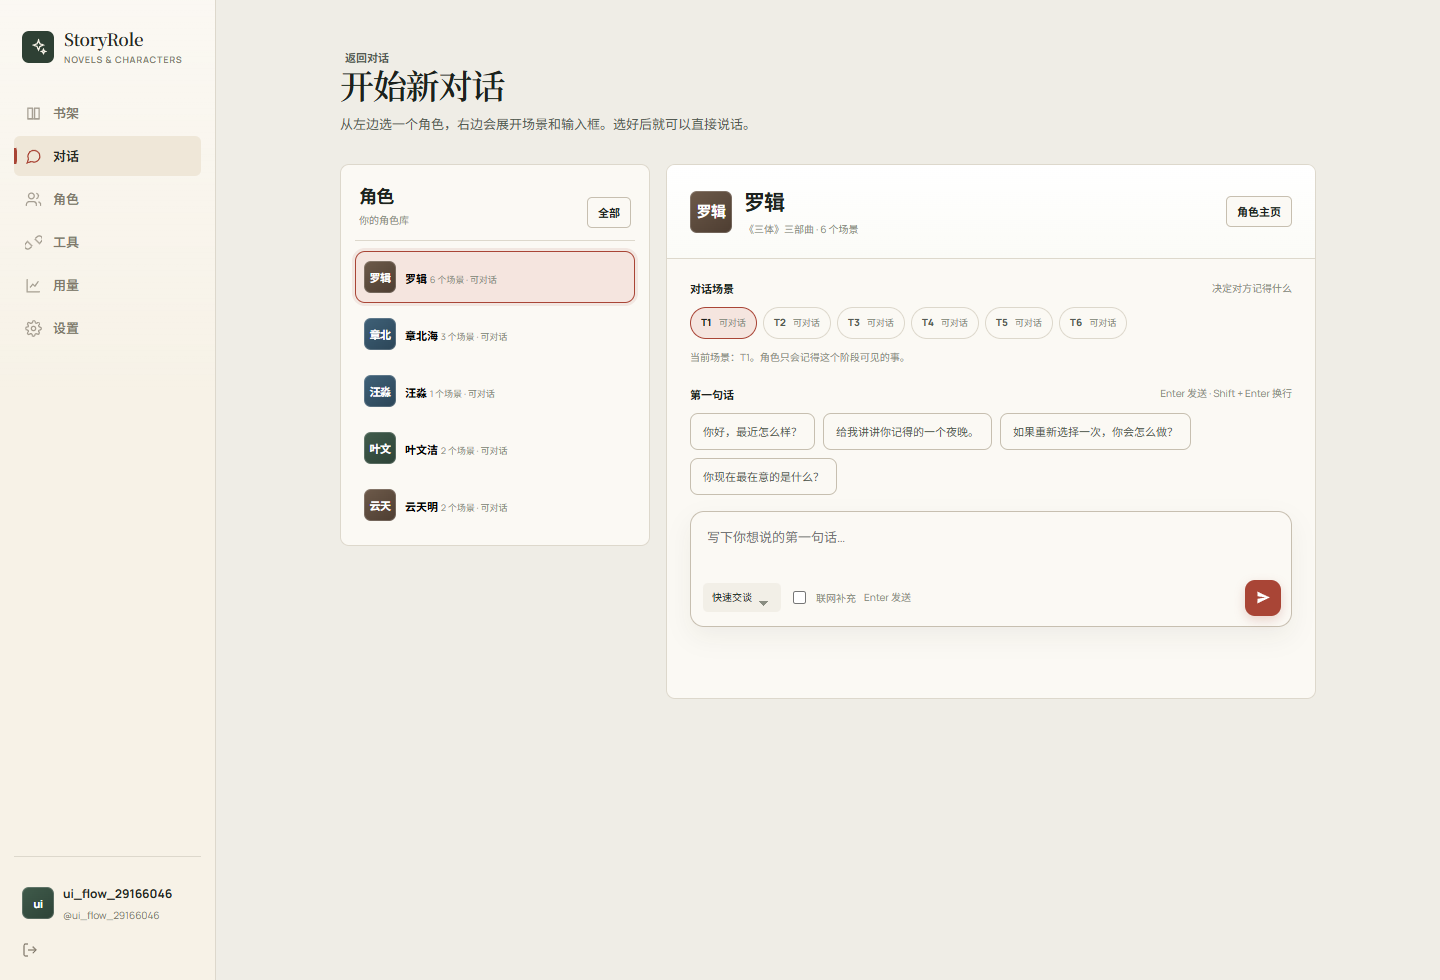 StoryRole
NOVELS & CHARACTERS
书架
对话
角色
工具
用量
设置
ui
ui_flow_29166046
@ui_flow_29166046
返回对话
开始新对话
从左边选一个角色，右边会展开场景和输入框。选好后就可以直接说话。
角色
你的角色库
全部
罗辑 罗辑 6 个场景 · 可对话
章北 章北海 3 个场景 · 可对话
汪淼 汪淼 1 个场景 · 可对话
叶文 叶文洁 2 个场景 · 可对话
云天 云天明 2 个场景 · 可对话
罗辑 罗辑
《三体》三部曲 · 6 个场景
角色主页
对话场景 决定对方记得什么
T1 可对话 T2 可对话 T3 可对话 T4 可对话 T5 可对话 T6 可对话
当前场景：T1。角色只会记得这个阶段可见的事。
第一句话 Enter 发送 · Shift + Enter 换行
你好，最近怎么样？ 给我讲讲你记得的一个夜晚。 如果重新选择一次，你会怎么做？
你现在最在意的是什么？
写下你想说的第一句话...
快速交谈 联网补充 Enter 发送